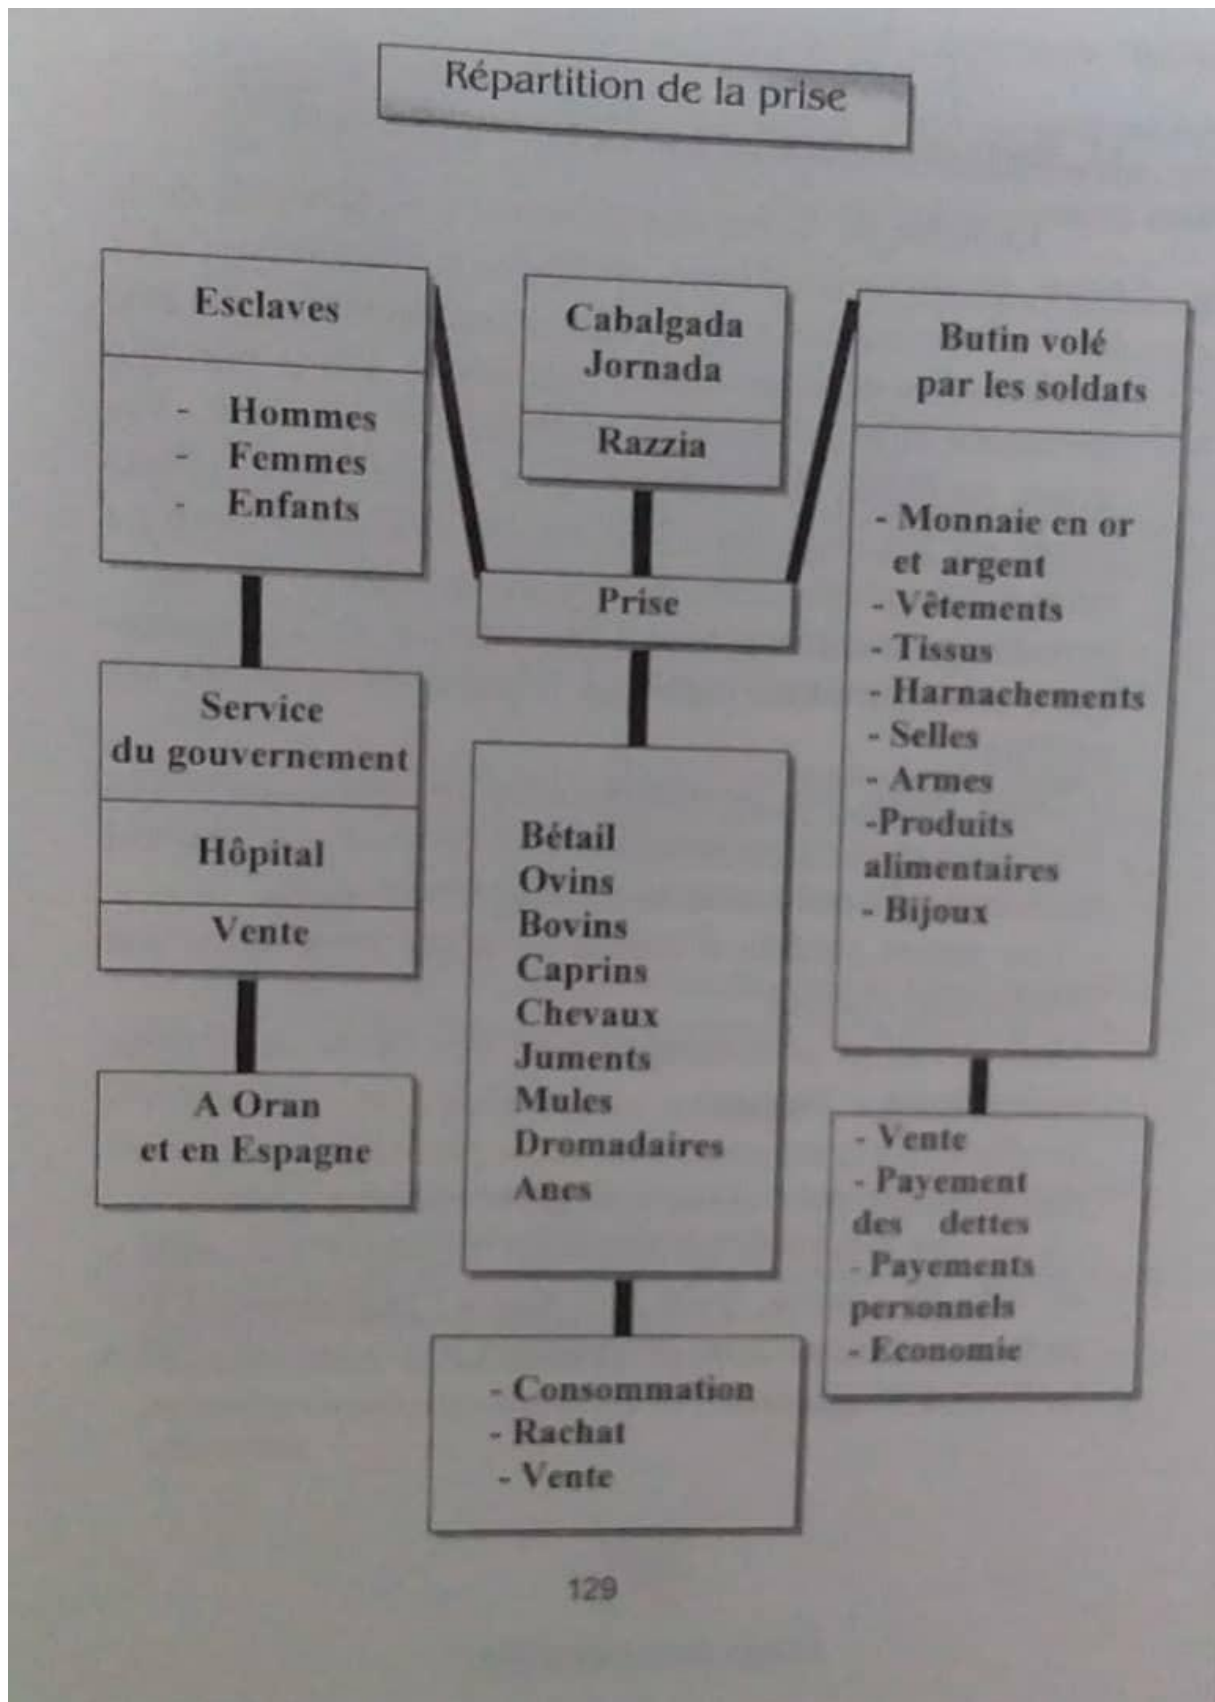 Répartition de la prise
Esclaves
- Hommes
- Femmes
- Enfants
Service
du gouvernement
Hôpital
Vente
A Oran
et en Espagne
Cabalgada
Jornada
Razzia
Prise
Bétail
Ovins
Bovins
Caprins
Chevaux
Juments
Mules
Dromadaires
Anes
- Consommation
- Rachat
- Vente
Butin volé
par les soldats
- Monnaie en or
et argent
- Vêtements
- Tissus
- Harnachements
- Selles
- Armes
-Produits
alimentaires
- Bijoux
- Vente
- Payement
des dettes
- Payements
personnels
- Economie
129